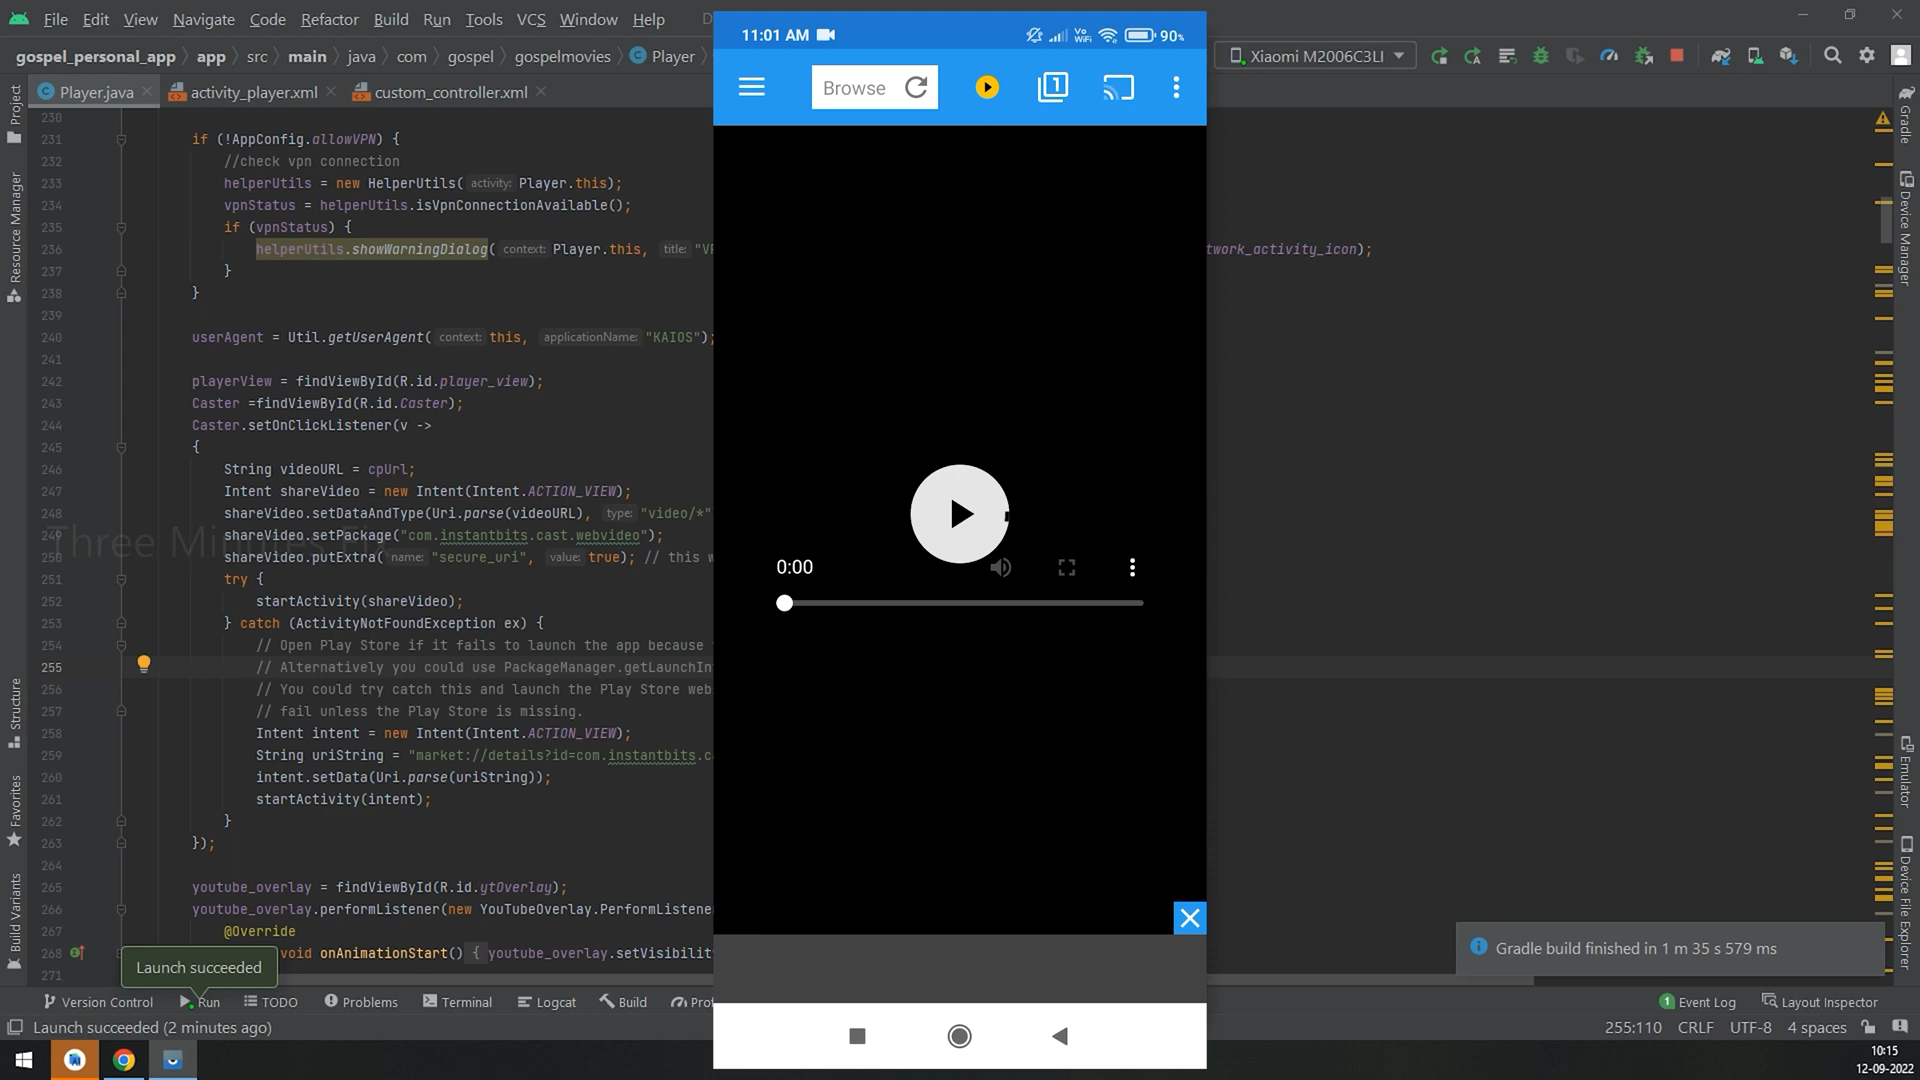 File Edit View Navigate Code Refactor Build Run Tools VCS Window Help
gospel_personal_app app src main java com gospel gospelmovies Player
Xiaomi M2006C3LI
Player.java activity_player.xml custom_controller.xml
230
231 if (!AppConfig.allowVPN) {
232 //check vpn connection
233 helperUtils = new HelperUtils( activity: Player.this);
234 vpnStatus = helperUtils.isVpnConnectionAvailable();
235 if (vpnStatus) {
236 helperUtils.showWarningDialog( context: Player.this, title: "VP
twork_activity_icon);
237 }
238 }
239
240 userAgent = Util.getUserAgent( context: this, applicationName: "KAIOS");
241
242 playerView = findViewById(R.id.player_view);
243 Caster =findViewById(R.id.Caster);
244 Caster.setOnClickListener(v ->
245 {
246 String videoURL = cpUrl;
247 Intent shareVideo = new Intent(Intent.ACTION_VIEW);
248 shareVideo.setDataAndType(Uri.parse(videoURL), type: "video/*"
249 shareVideo.setPackage("com.instantbits.cast.webvideo");
250 shareVideo.putExtra( name: "secure_uri", value: true); // this w
251 try {
252 startActivity(shareVideo);
253 } catch (ActivityNotFoundException ex) {
254 // Open Play Store if it fails to launch the app because
255 // Alternatively you could use PackageManager.getLaunchInt
256 // You could try catch this and launch the Play Store web
257 // fail unless the Play Store is missing.
258 Intent intent = new Intent(Intent.ACTION_VIEW);
259 String uriString = "market://details?id=com.instantbits.ca
260 intent.setData(Uri.parse(uriString));
261 startActivity(intent);
262 }
263 });
264
265 youtube_overlay = findViewById(R.id.ytOverlay);
266 youtube_overlay.performListener(new YouTubeOverlay.PerformListene
267 @Override
268 void onAnimationStart() { youtube_overlay.setVisibilit
271
Three Minutes Fix
Launch succeeded
Project
Resource Manager
Structure
Favorites
Build Variants
Gradle
Device Manager
Emulator
Device File Explorer
11:01 AM Vo WiFi 90%
Browse 1
0:00
Gradle build finished in 1 m 35 s 579 ms
Version Control Run TODO Problems Terminal Logcat Build Prof
1 Event Log Layout Inspector
Launch succeeded (2 minutes ago)
255:110 CRLF UTF-8 4 spaces
10:15
12-09-2022